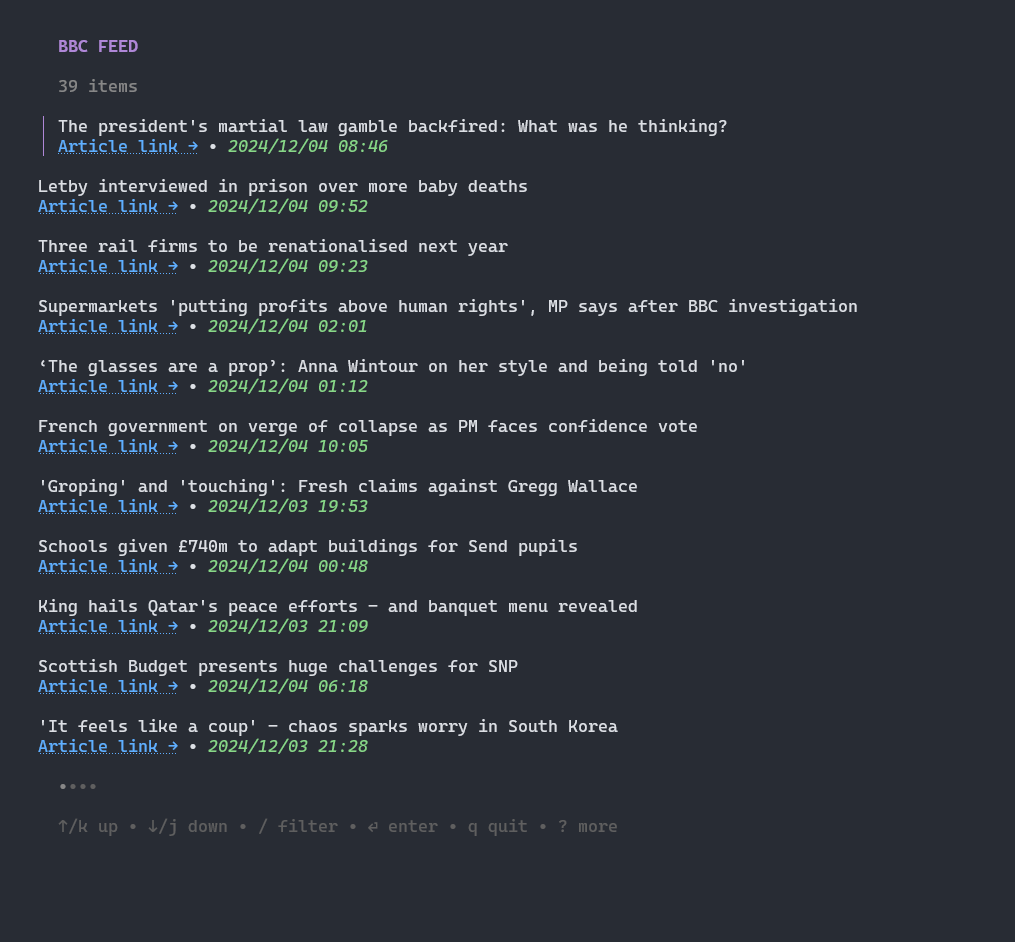 BBC FEED
39 items
The president's martial law gamble backfired: What was he thinking?
Article link → • 2024/12/04 08:46
Letby interviewed in prison over more baby deaths
Article link → • 2024/12/04 09:52
Three rail firms to be renationalised next year
Article link → • 2024/12/04 09:23
Supermarkets 'putting profits above human rights', MP says after BBC investigation
Article link → • 2024/12/04 02:01
‘The glasses are a prop’: Anna Wintour on her style and being told 'no'
Article link → • 2024/12/04 01:12
French government on verge of collapse as PM faces confidence vote
Article link → • 2024/12/04 10:05
'Groping' and 'touching': Fresh claims against Gregg Wallace
Article link → • 2024/12/03 19:53
Schools given £740m to adapt buildings for Send pupils
Article link → • 2024/12/04 00:48
King hails Qatar's peace efforts – and banquet menu revealed
Article link → • 2024/12/03 21:09
Scottish Budget presents huge challenges for SNP
Article link → • 2024/12/04 06:18
'It feels like a coup' – chaos sparks worry in South Korea
Article link → • 2024/12/03 21:28
••••
↑/k up • ↓/j down • / filter • ↵ enter • q quit • ? more